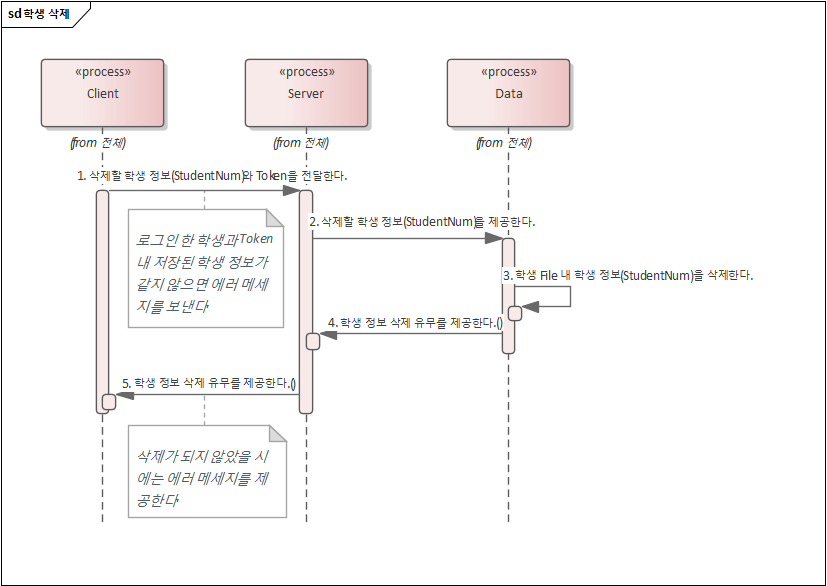 sd 학생 삭제
«process»
Client
«process»
Server
«process»
Data
(from 전체)
(from 전체)
(from 전체)
1. 삭제할 학생 정보(StudentNum)와 Token을 전달한다.
2. 삭제할 학생 정보(StudentNum)을 제공한다.
로그인 한 학생과 Token
내 저장된 학생 정보가
같지 않으면 에러 메세
지를 보낸다.
3. 학생 File 내 학생 정보(StudentNum)을 삭제한다.
4. 학생 정보 삭제 유무를 제공한다.()
5. 학생 정보 삭제 유무를 제공한다.()
삭제가 되지 않았을 시
에는 에러 메세지를 제
공한다.